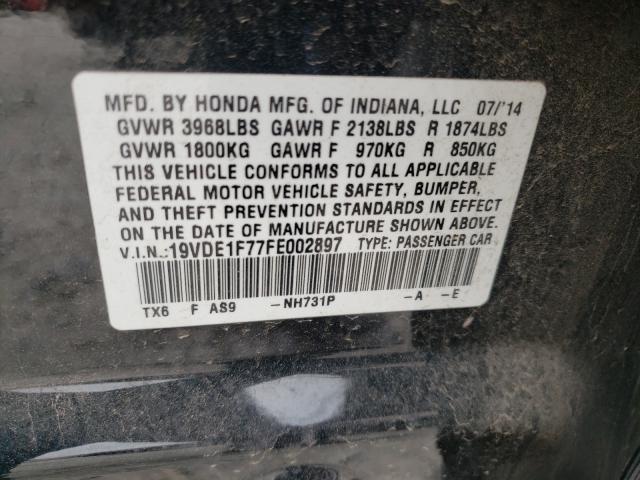 MFD. BY HONDA MFG. OF INDIANA, LLC 07/'14
GVWR 3968LBS GAWR F 2138LBS R 1874LBS
GVWR 1800KG GAWR F 970KG R 850KG
THIS VEHICLE CONFORMS TO ALL APPLICABLE
FEDERAL MOTOR VEHICLE SAFETY, BUMPER,
AND THEFT PREVENTION STANDARDS IN EFFECT
ON THE DATE OF MANUFACTURE SHOWN ABOVE.
V.I.N.:19VDE1F77FE002897 TYPE: PASSENGER CAR
TX6 F AS9 -NH731P -A -E